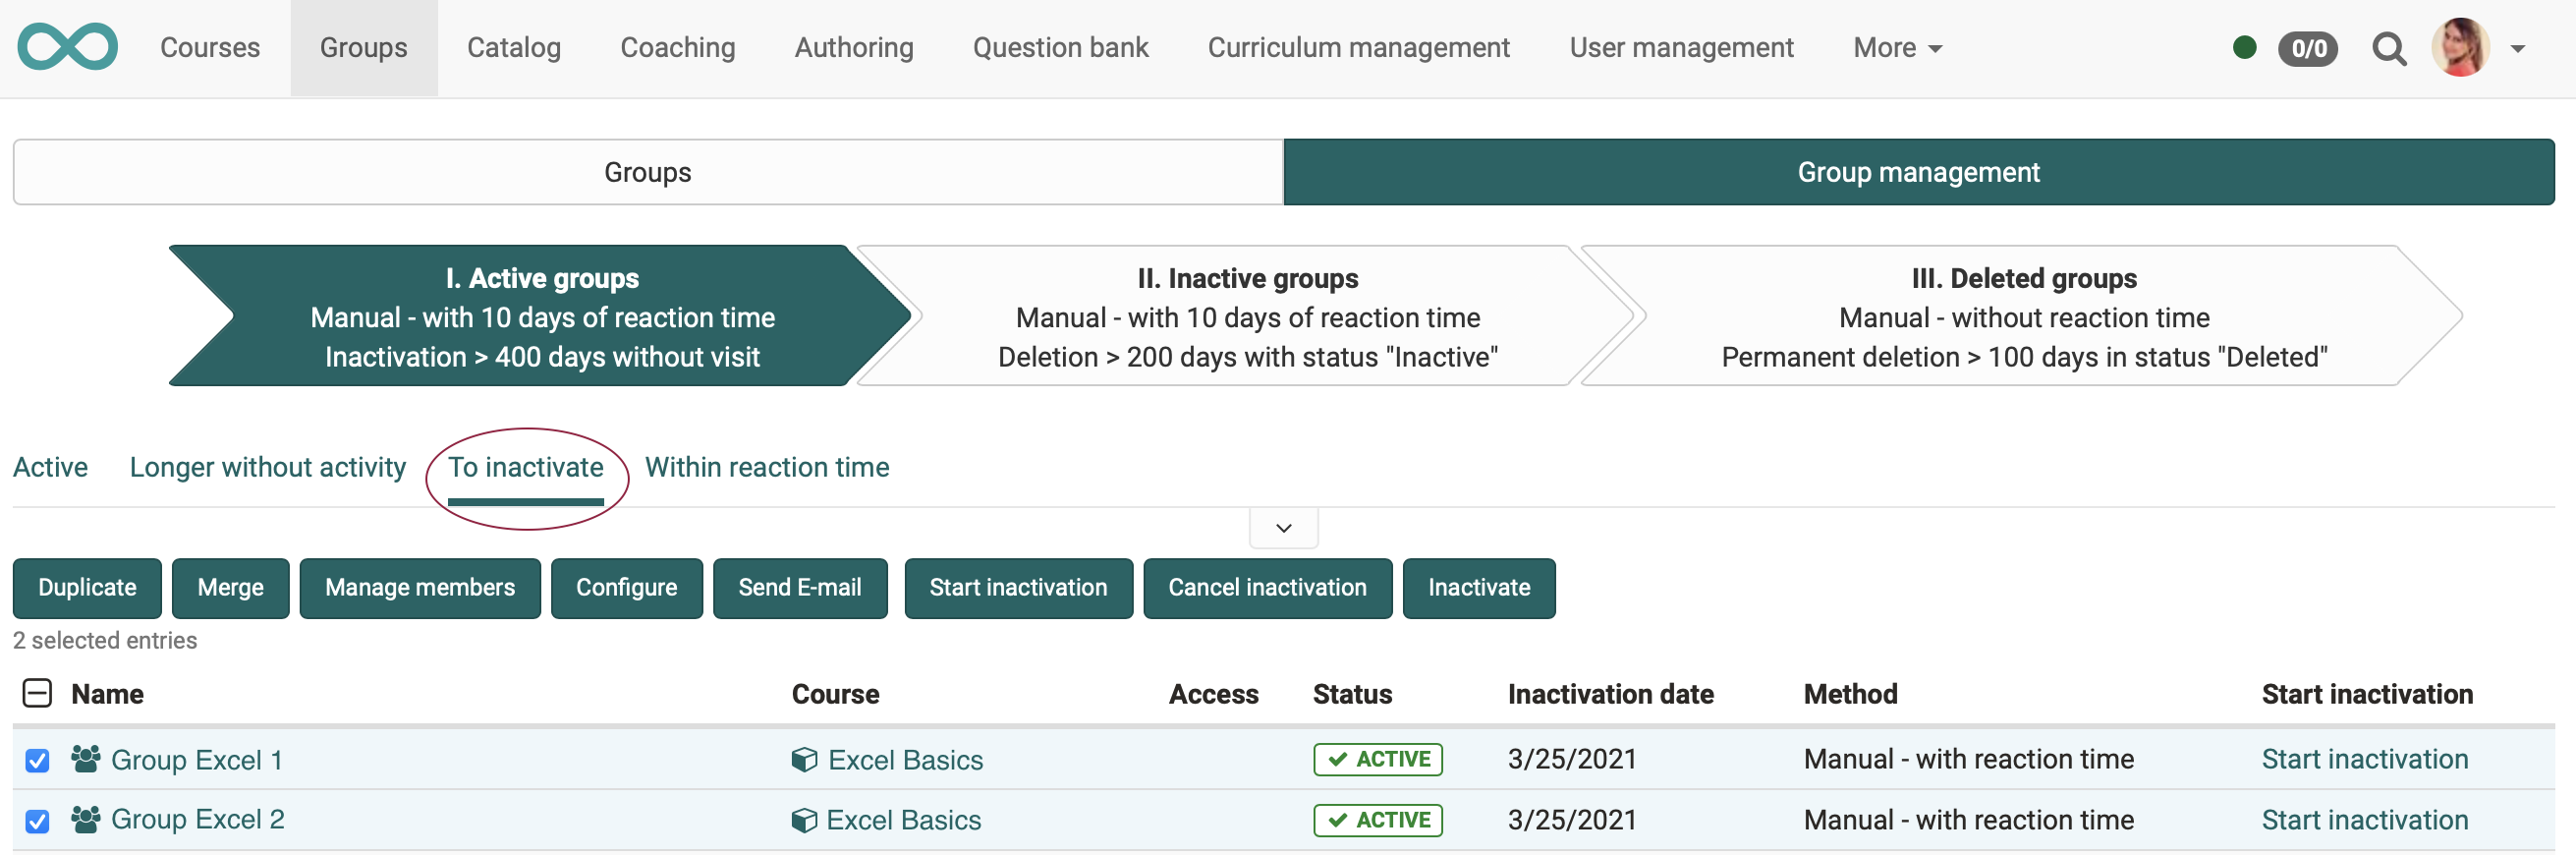 Courses Groups Catalog Coaching Authoring Question bank Curriculum management User management More 0/0
Groups Group management
I. Active groups
Manual - with 10 days of reaction time
Inactivation > 400 days without visit
II. Inactive groups
Manual - with 10 days of reaction time
Deletion > 200 days with status "Inactive"
III. Deleted groups
Manual - without reaction time
Permanent deletion > 100 days in status "Deleted"
Active Longer without activity To inactivate Within reaction time
Duplicate Merge Manage members Configure Send E-mail Start inactivation Cancel inactivation Inactivate
2 selected entries
Name Course Access Status Inactivation date Method Start inactivation
Group Excel 1 Excel Basics ACTIVE 3/25/2021 Manual - with reaction time Start inactivation
Group Excel 2 Excel Basics ACTIVE 3/25/2021 Manual - with reaction time Start inactivation